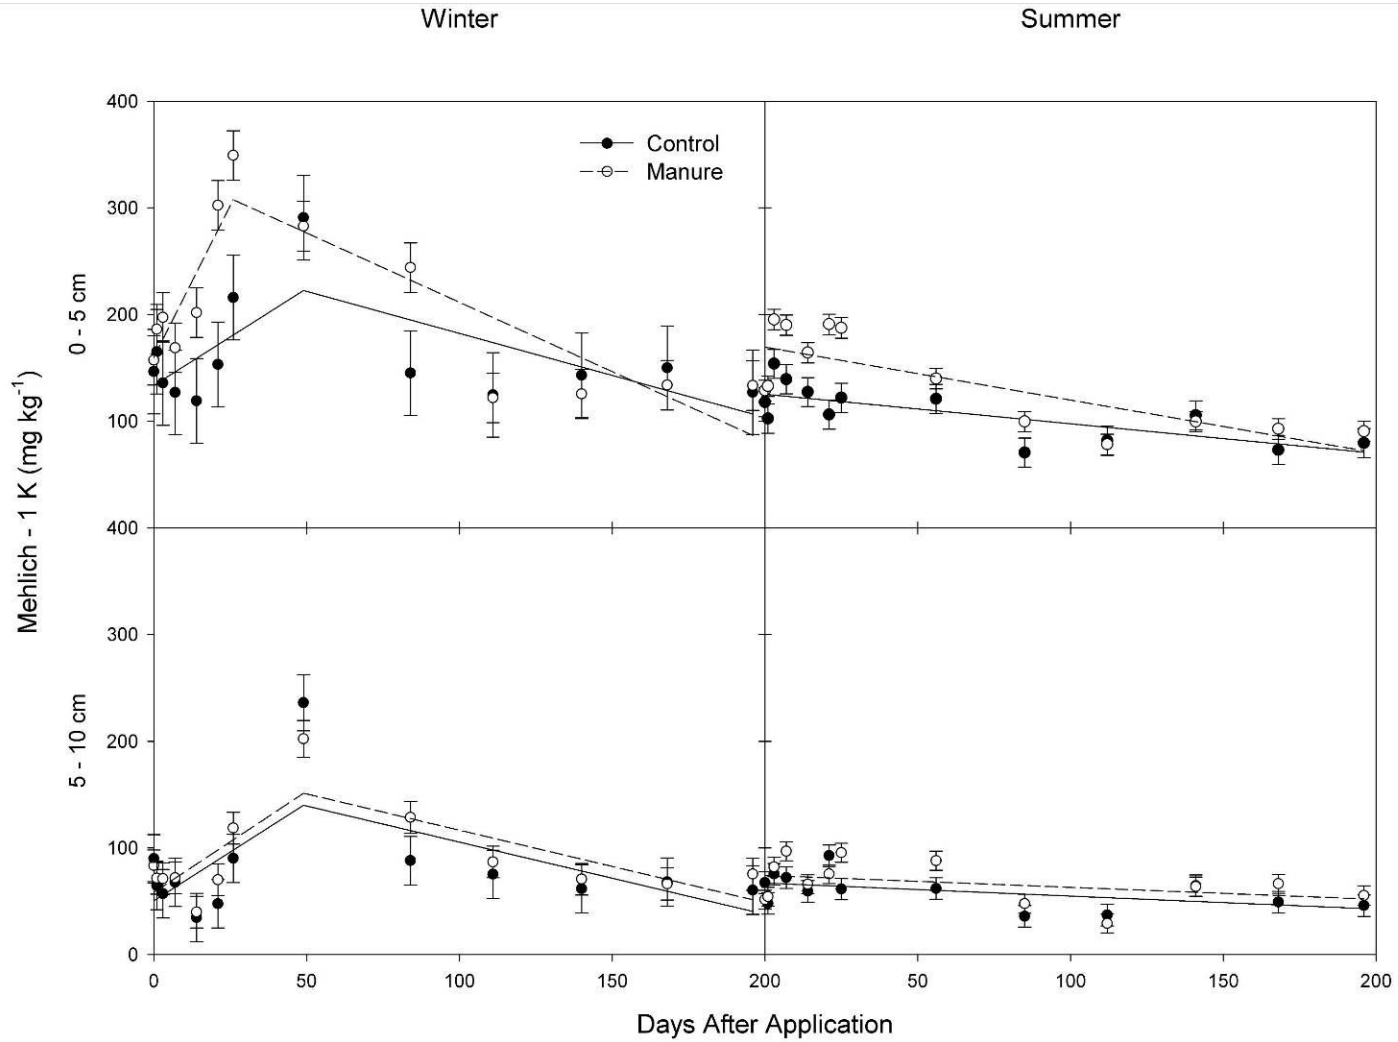 Winter Summer
400
300
200
100
400
300
200
100
0
Control
Manure
0 - 5 cm
5 - 10 cm
Mehlich - 1 K (mg kg-1)
0 50 100 150 200 50 100 150 200
Days After Application